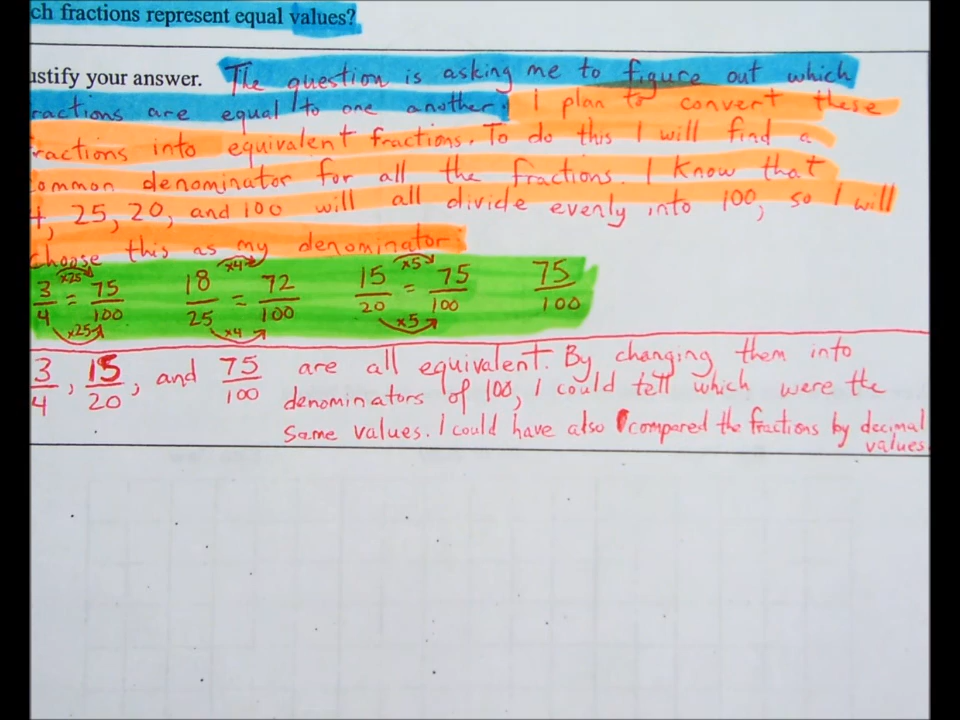 ch fractions represent equal values?
ustify your answer. The question is asking me to figure out which
ractions are equal to one another. I plan to convert these
fractions into equivalent fractions. To do this I will find a
common denominator for all the fractions. I know that
4, 25, 20, and 100 will all divide evenly into 100, so I will
choose this as my denominator.
x25 x4 x5
3/4 = 75/100 18/25 = 72/100 15/20 = 75/100 75/100
x25 x4 x5
3/4, 15/20, and 75/100 are all equivalent. By changing them into
denominators of 100, I could tell which were the
same values. I could have also compared the fractions by decimal
values.